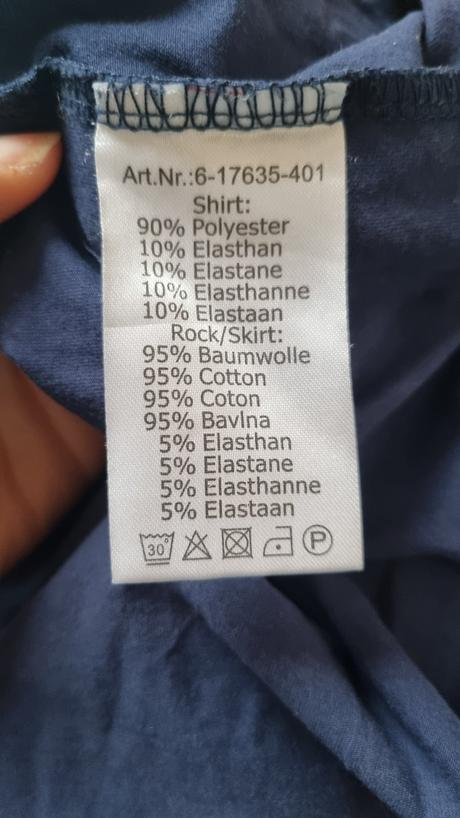 Art.Nr.:6-17635-401
Shirt:
90% Polyester
10% Elasthan
10% Elastane
10% Elasthanne
10% Elastaan
Rock/Skirt:
95% Baumwolle
95% Cotton
95% Coton
95% Bavlna
5% Elasthan
5% Elastane
5% Elasthanne
5% Elastaan
30° P